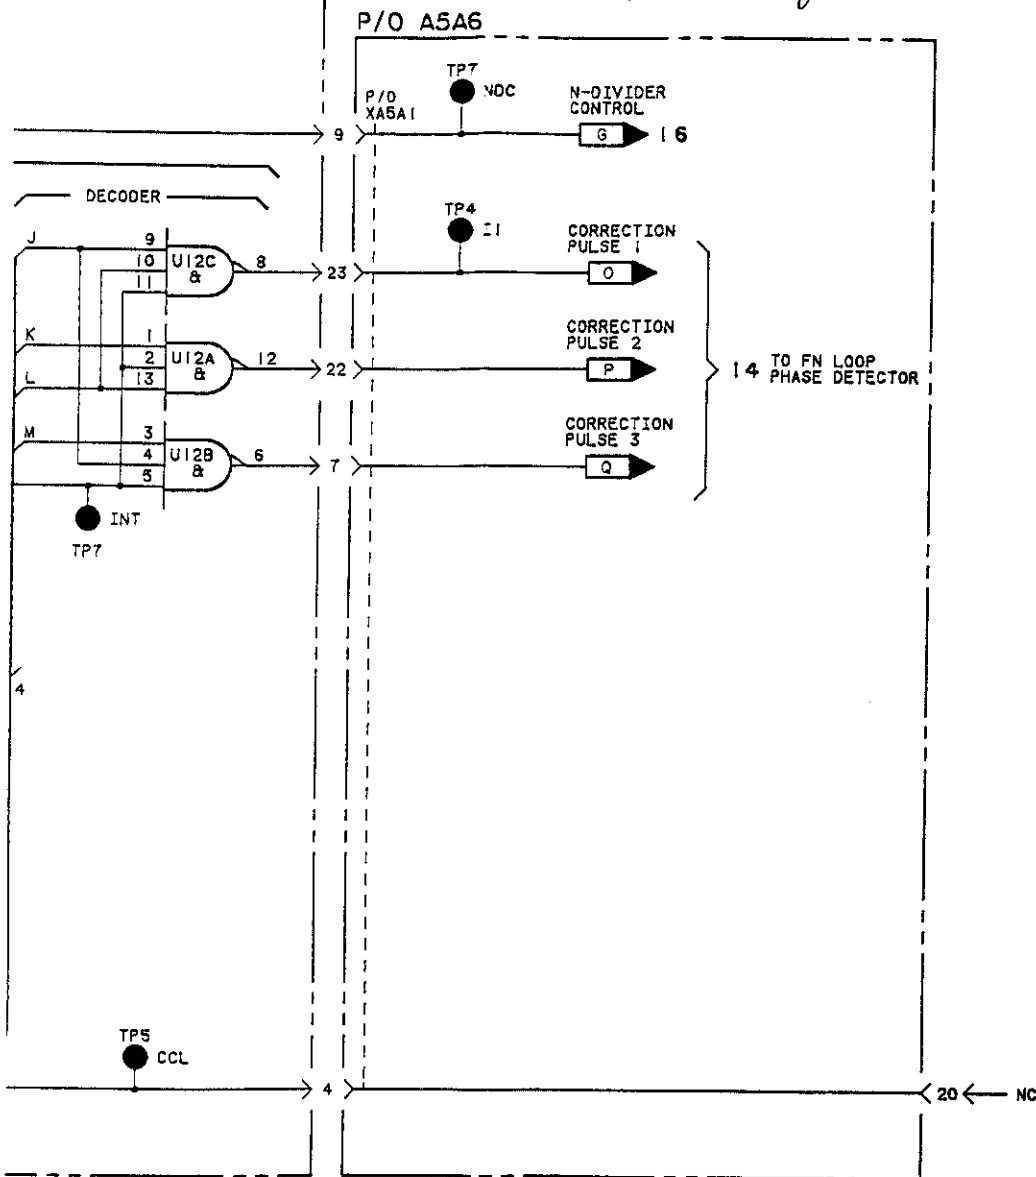 P/O A5A6
TP7
NDC
P/O
XA5A1
N-DIVIDER
CONTROL
9
G
16
DECODER
TP4
I1
CORRECTION
PULSE 1
J
9
10
11
U12C
&
8
23
O
K
1
2
13
L
U12A
&
12
22
CORRECTION
PULSE 2
P
14
TO FN LOOP
PHASE DETECTOR
M
3
4
5
U12B
&
6
7
CORRECTION
PULSE 3
Q
INT
TP7
4
TP5
CCL
4
20
NC